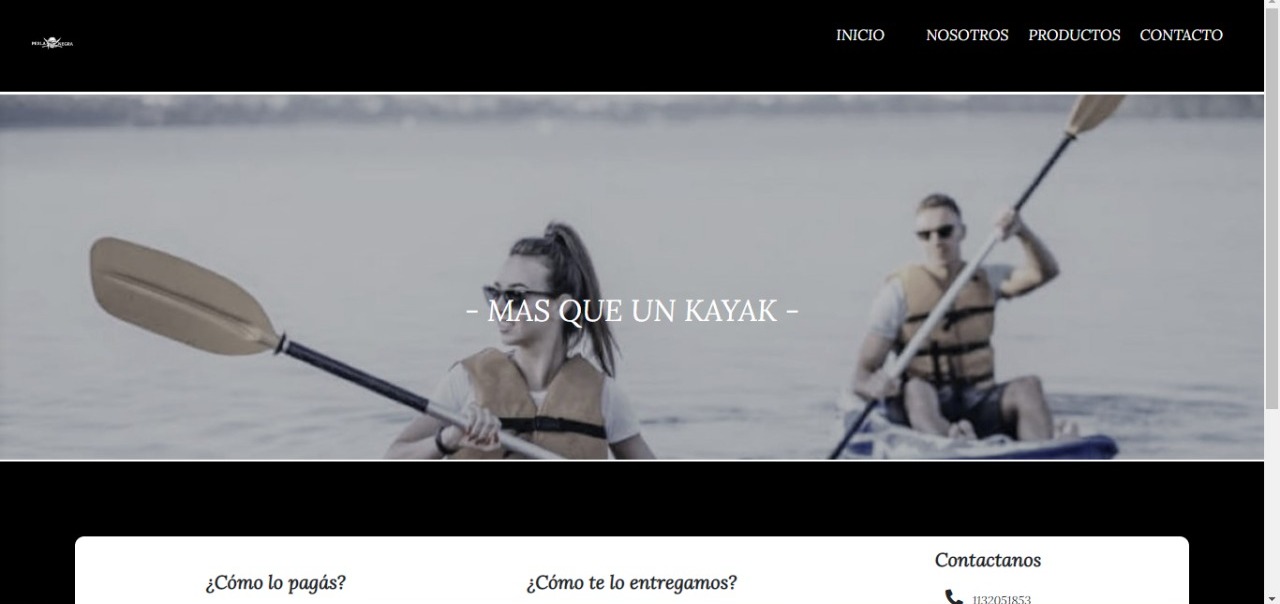 PERLA NEGRA
INICIO NOSOTROS PRODUCTOS CONTACTO
- MAS QUE UN KAYAK -
¿Cómo lo pagás? ¿Cómo te lo entregamos? Contactanos
1132051853